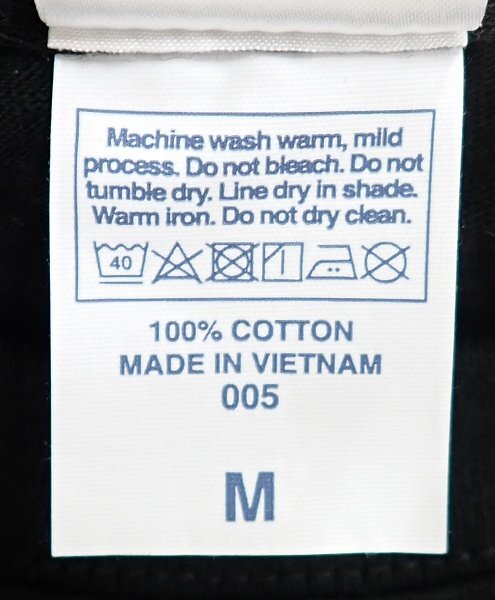 Machine wash warm, mild
process. Do not bleach. Do not
tumble dry. Line dry in shade.
Warm iron. Do not dry clean.
40
100% COTTON
MADE IN VIETNAM
005
M